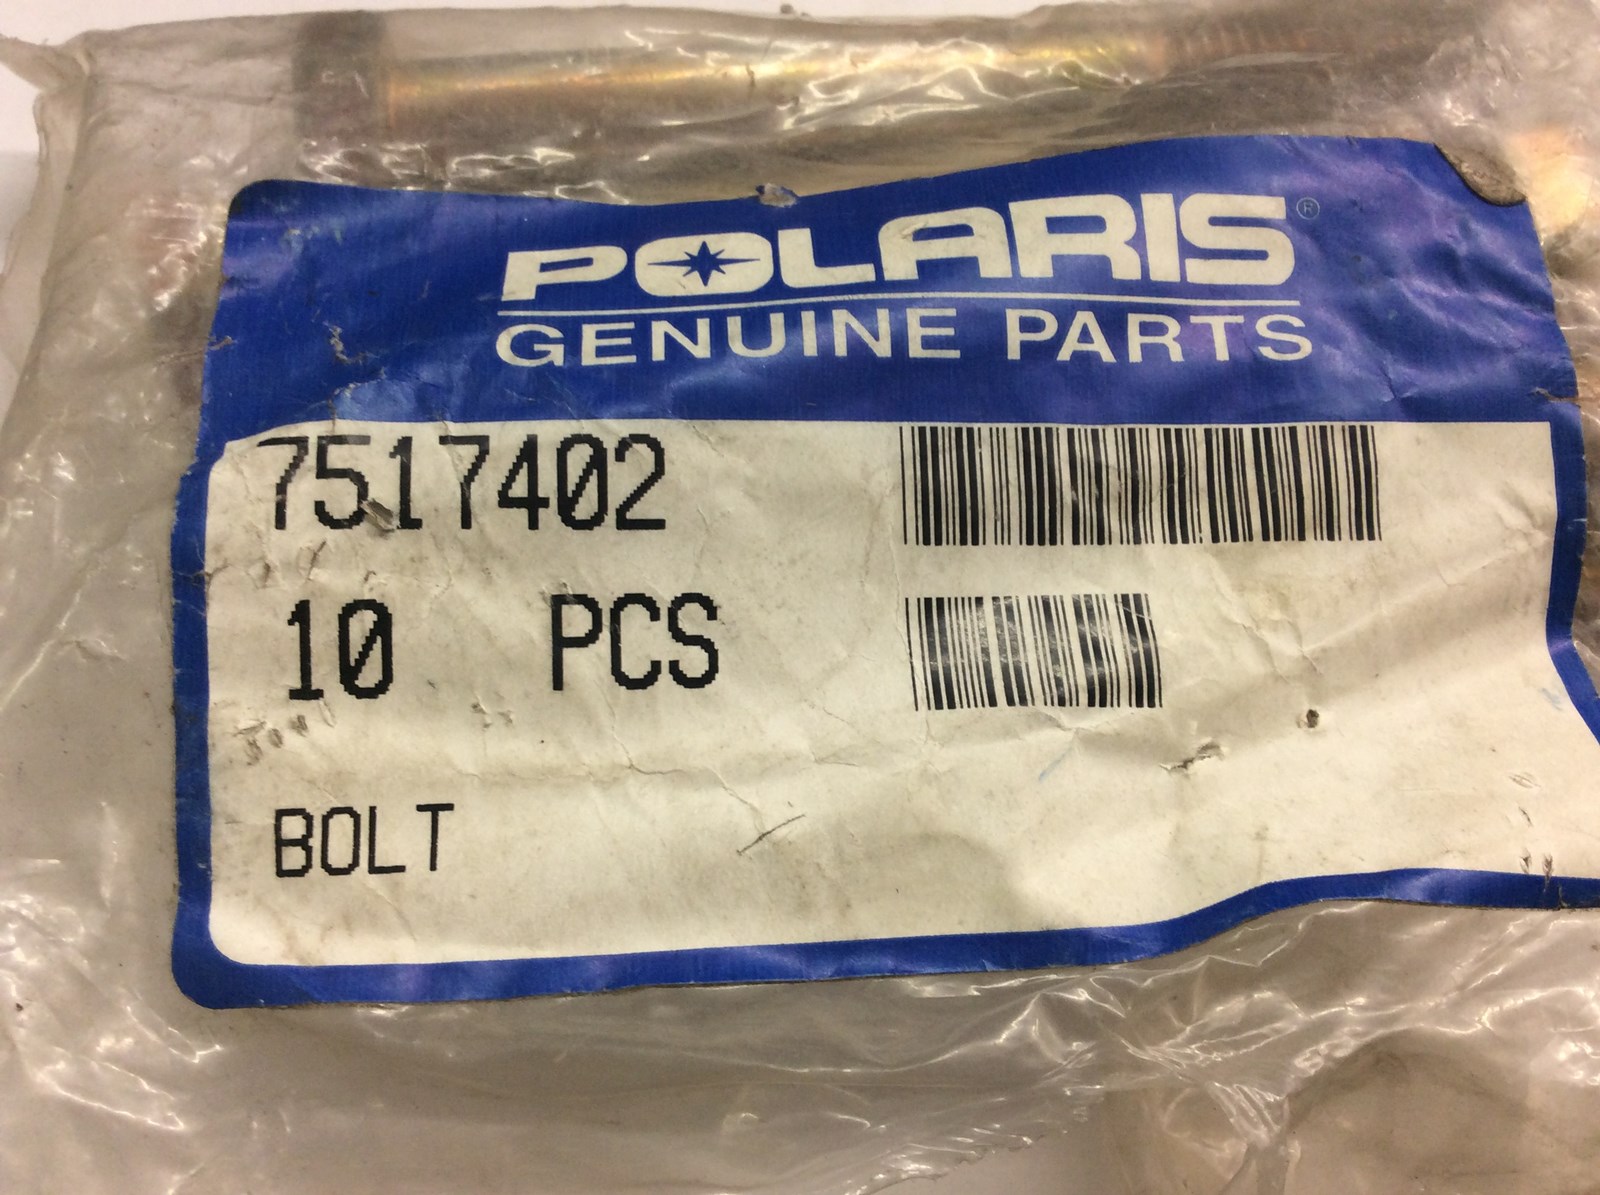 POLARIS®
GENUINE PARTS
7517402
10 PCS
BOLT